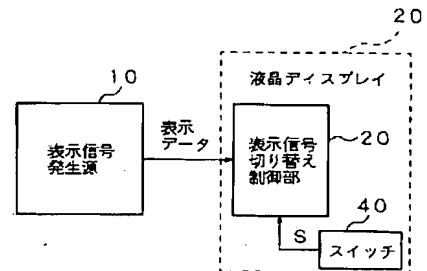 20
10
液晶ディスプレイ
表示信号
発生源
表示
データ
表示信号
切り替え
制御部
20
40
S
スイッチ